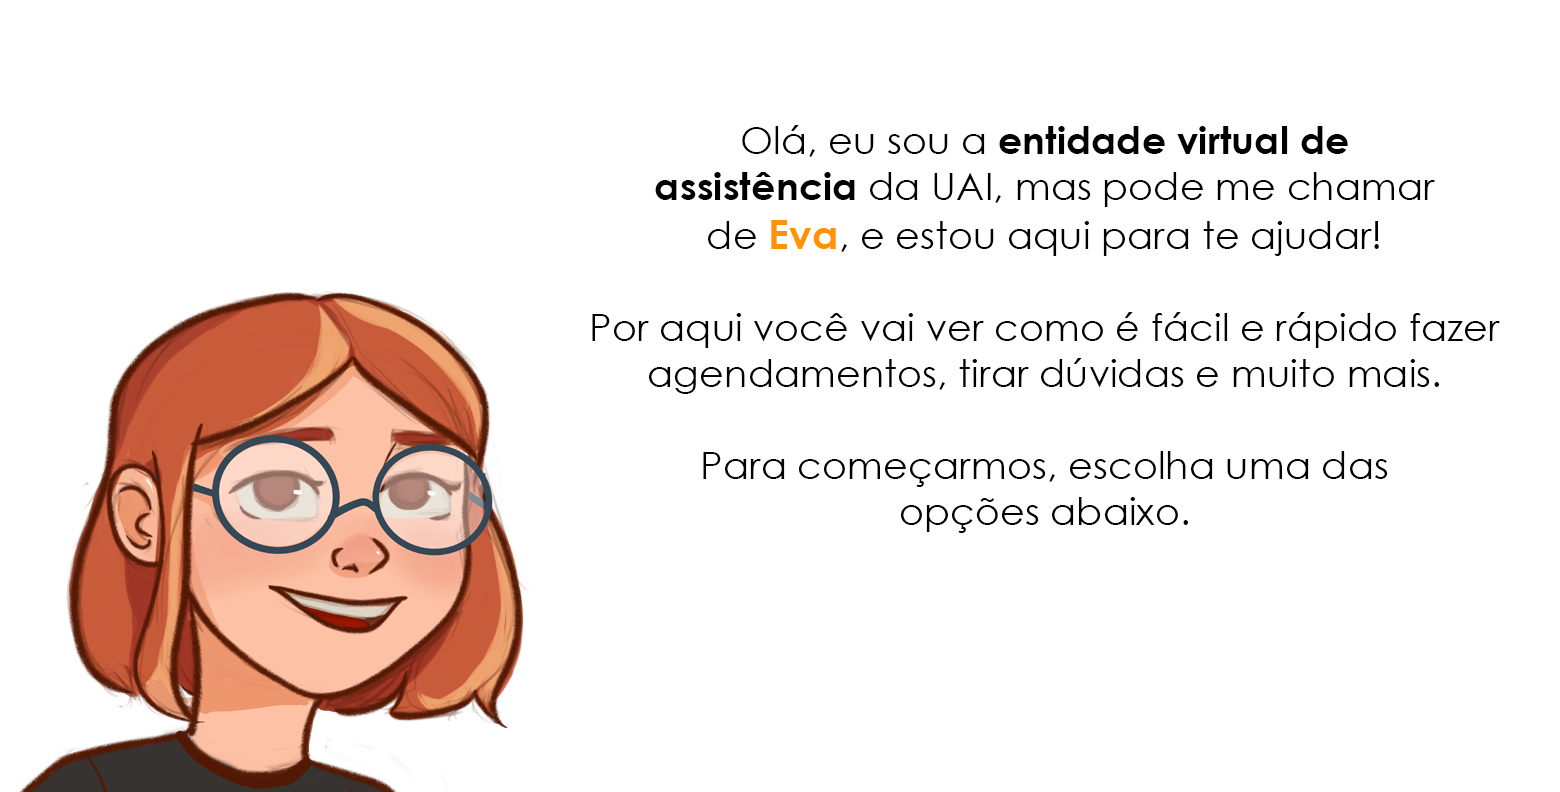 Olá, eu sou a entidade virtual de
assistência da UAI, mas pode me chamar
de Eva, e estou aqui para te ajudar!
Por aqui você vai ver como é fácil e rápido fazer
agendamentos, tirar dúvidas e muito mais.
Para começarmos, escolha uma das
opções abaixo.